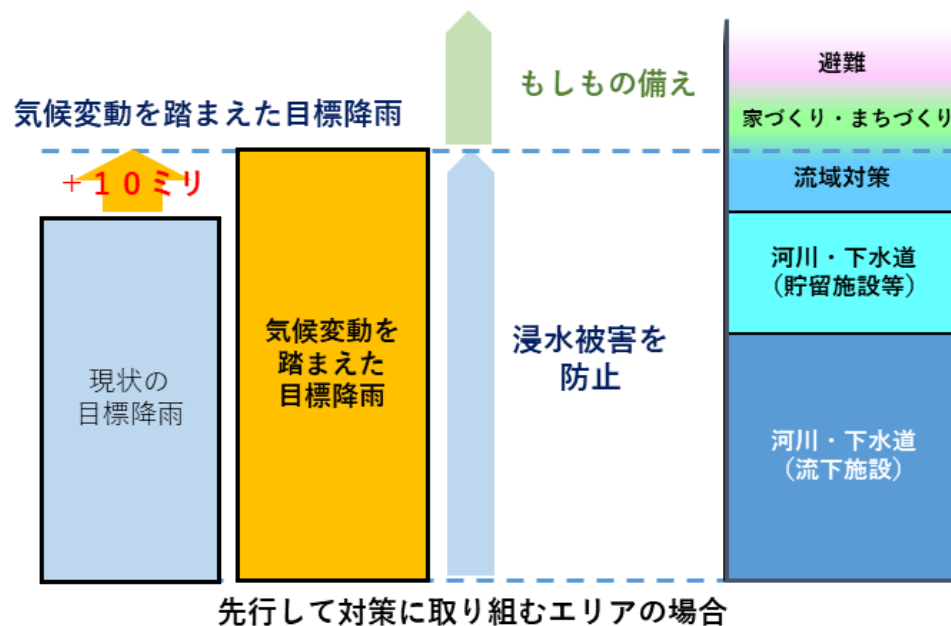 気候変動を踏まえた目標降雨
+10ミリ
現状の
目標降雨
気候変動を
踏まえた
目標降雨
もしもの備え
浸水被害を
防止
避難
家づくり・まちづくり
流域対策
河川・下水道
(貯留施設等)
河川・下水道
(流下施設)
先行して対策に取り組むエリアの場合